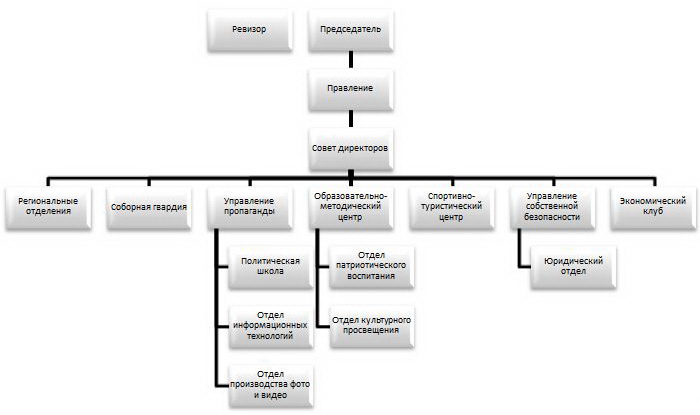 Ревизор
Председатель
Правление
Совет директоров
Региональные
отделения
Соборная гвардия
Управление
пропаганды
Образовательно-
методический
центр
Спортивно-
туристический
центр
Управление
собственной
безопасности
Экономический
клуб
Политическая
школа
Отдел
патриотического
воспитания
Юридический
отдел
Отдел
информационных
технологий
Отдел культурного
просвещения
Отдел
производства фото
и видео